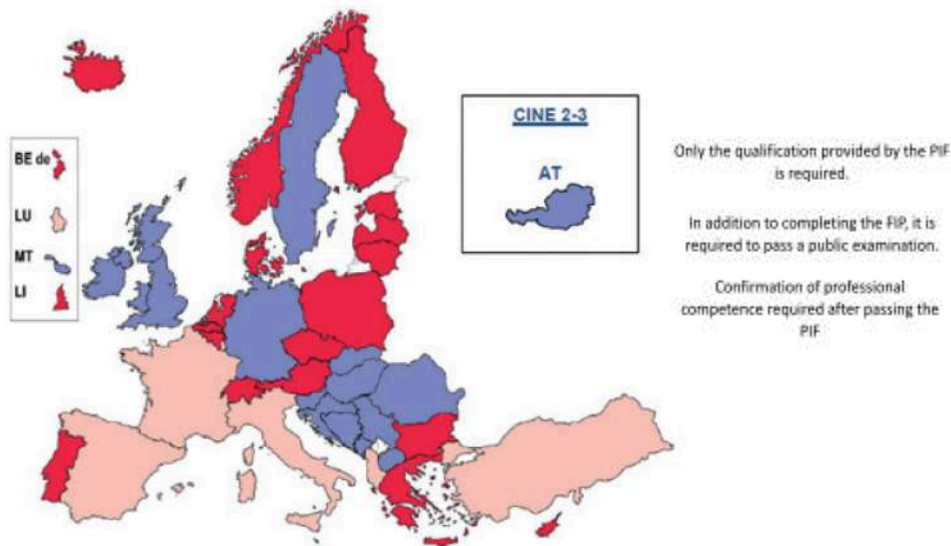 BE de
LU
MT
LI
CINE 2-3
AT
Only the qualification provided by the PIF
is required.
In addition to completing the FIP, it is
required to pass a public examination.
Confirmation of professional
competence required after passing the
PIF